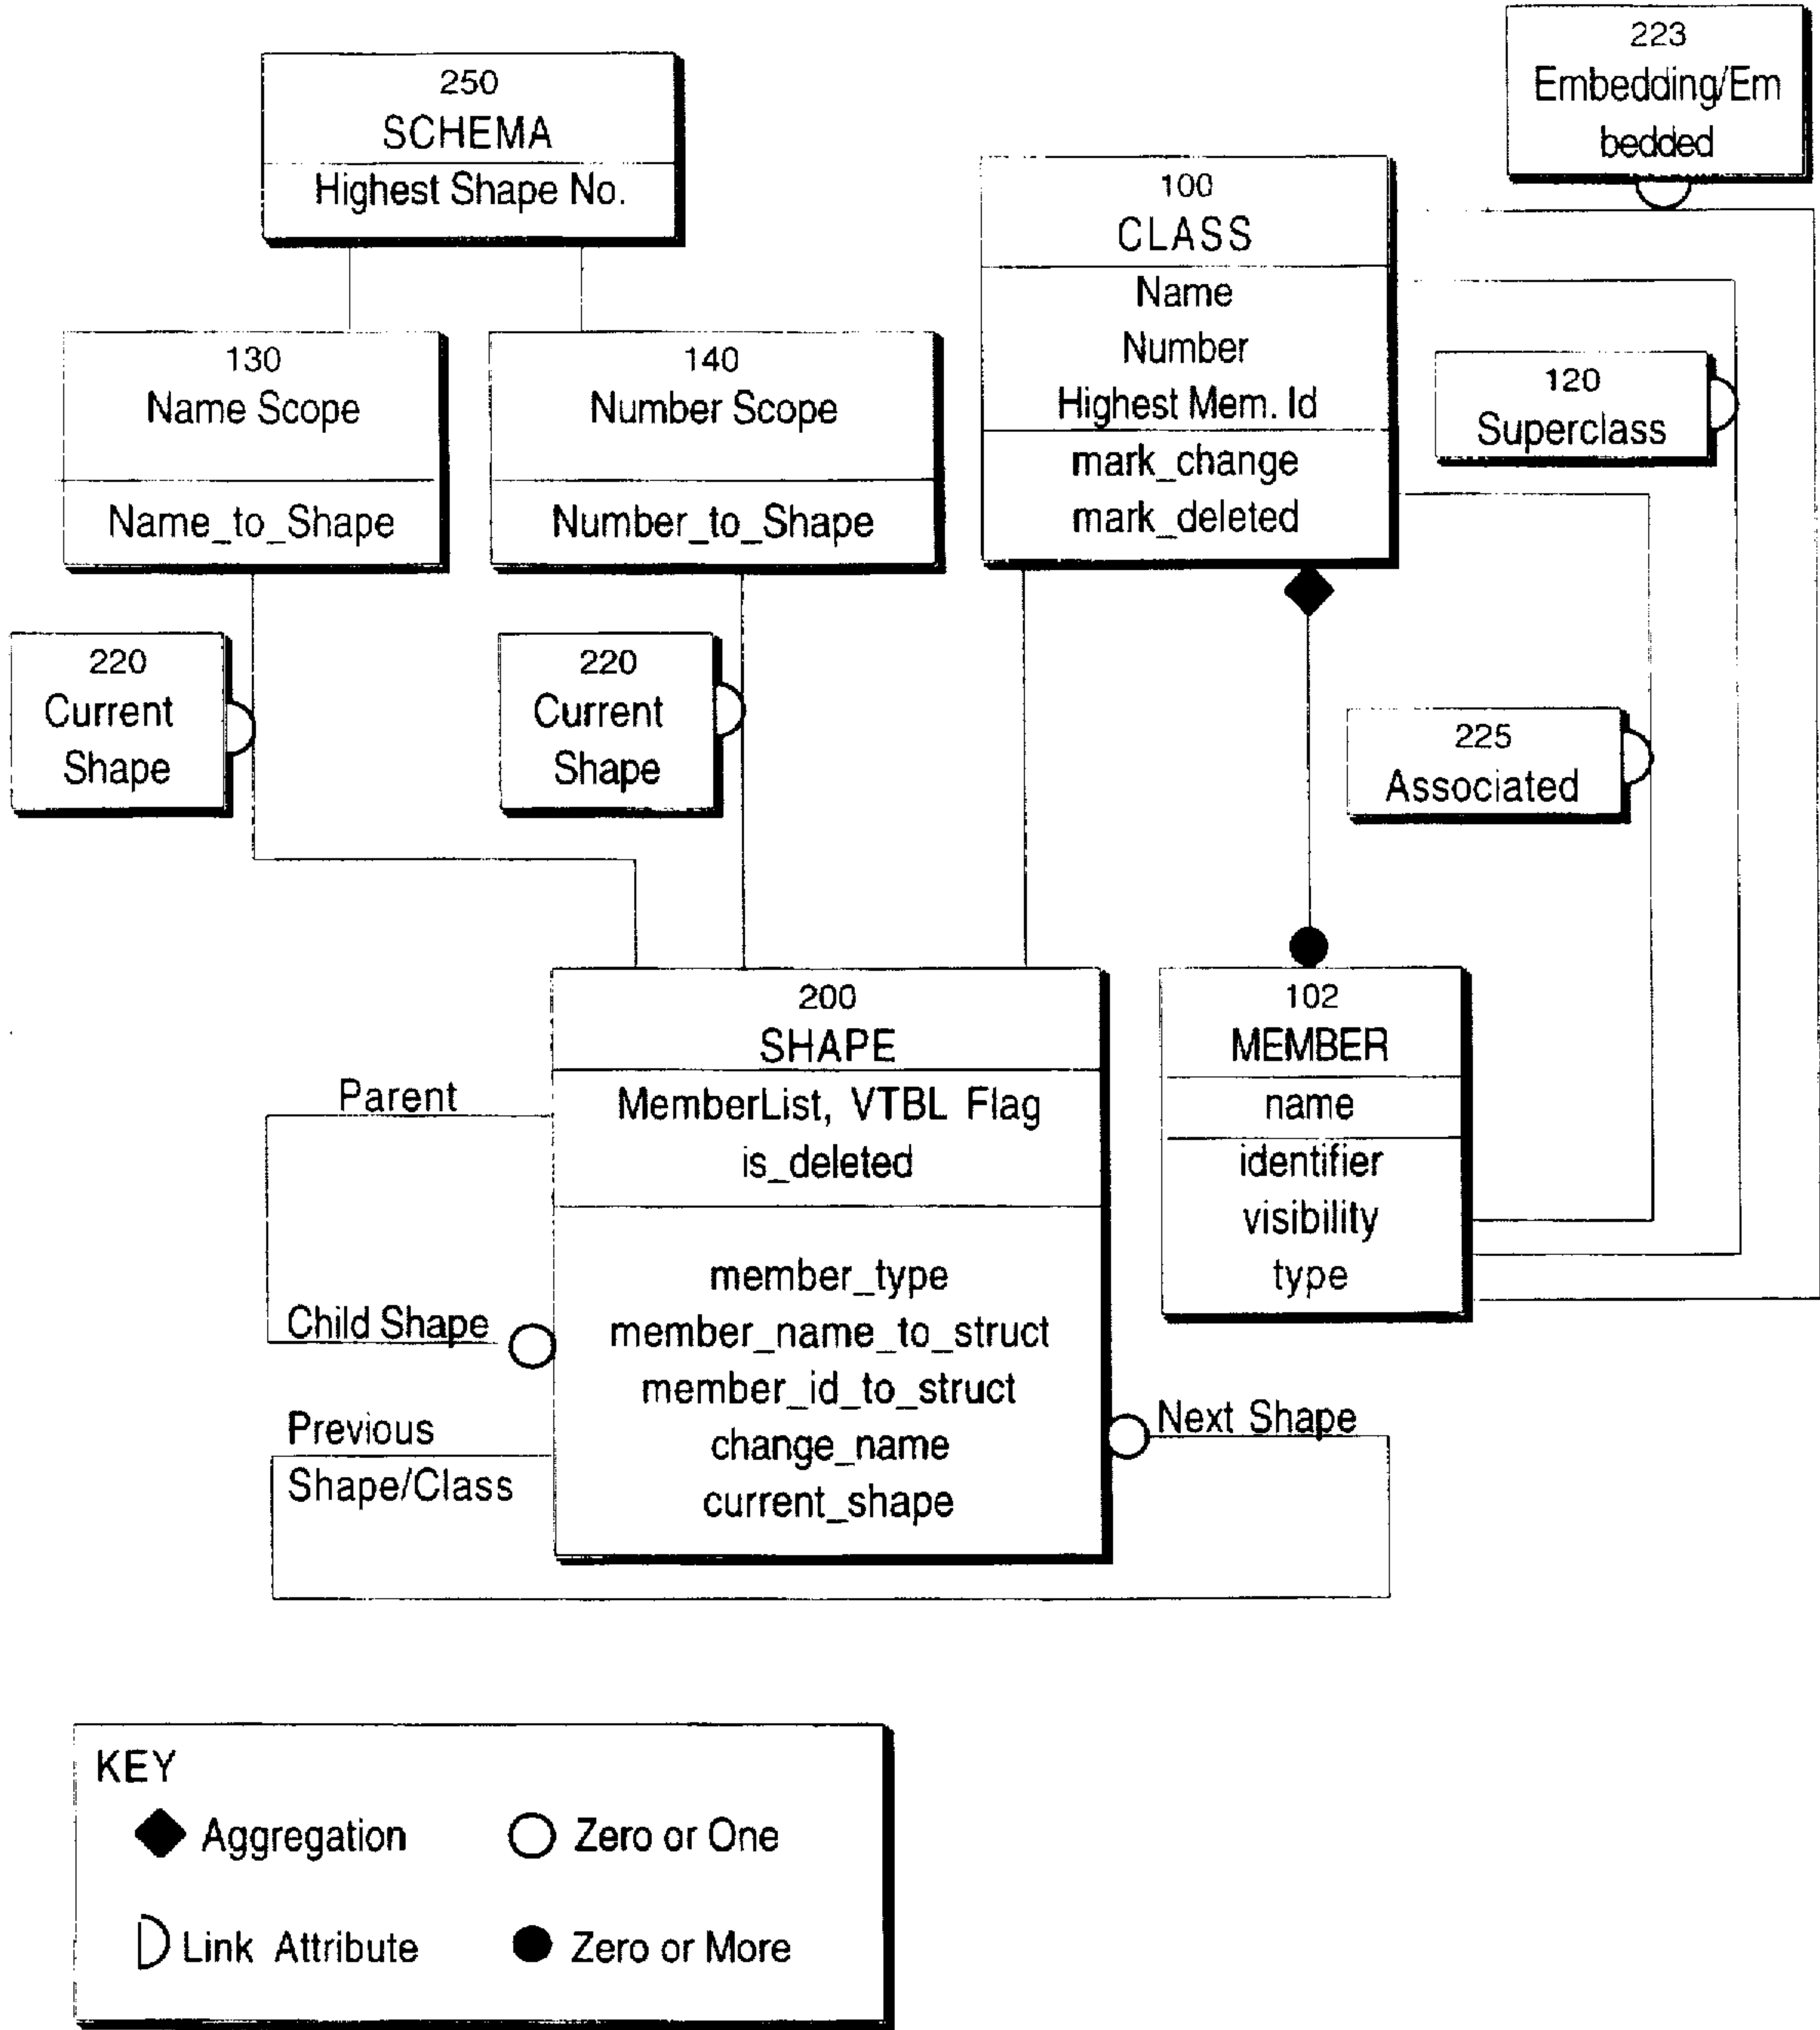 250
SCHEMA
Highest Shape No.
130
Name Scope
Name_to_Shape
140
Number Scope
Number_to_Shape
100
CLASS
Name
Number
Highest Mem. Id
mark_change
mark_deleted
223
Embedding/Em
bedded
120
Superclass
220
Current
Shape
220
Current
Shape
225
Associated
200
SHAPE
MemberList, VTBL Flag
is_deleted
member_type
member_name_to_struct
member_id_to_struct
change_name
current_shape
102
MEMBER
name
identifier
visibility
type
Parent
Child Shape
Previous
Shape/Class
Next Shape
KEY
Aggregation
Zero or One
Link Attribute
Zero or More